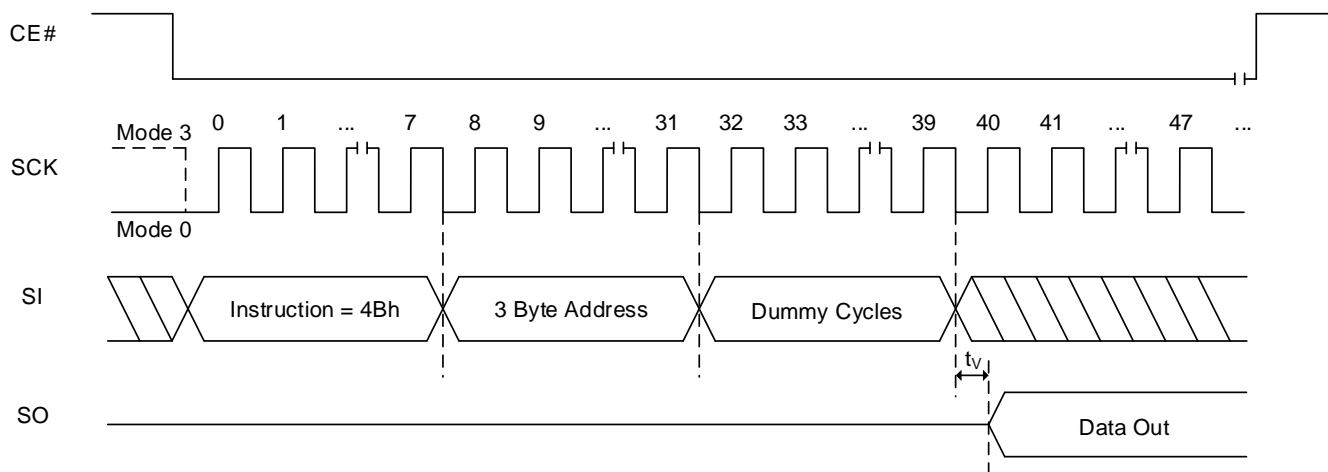 CE#
Mode 3
0 1 ... 7 8 9 ... 31 32 33 ... 39 40 41 ... 47 ...
SCK
Mode 0
SI
Instruction = 4Bh
3 Byte Address
Dummy Cycles
tV
SO
Data Out